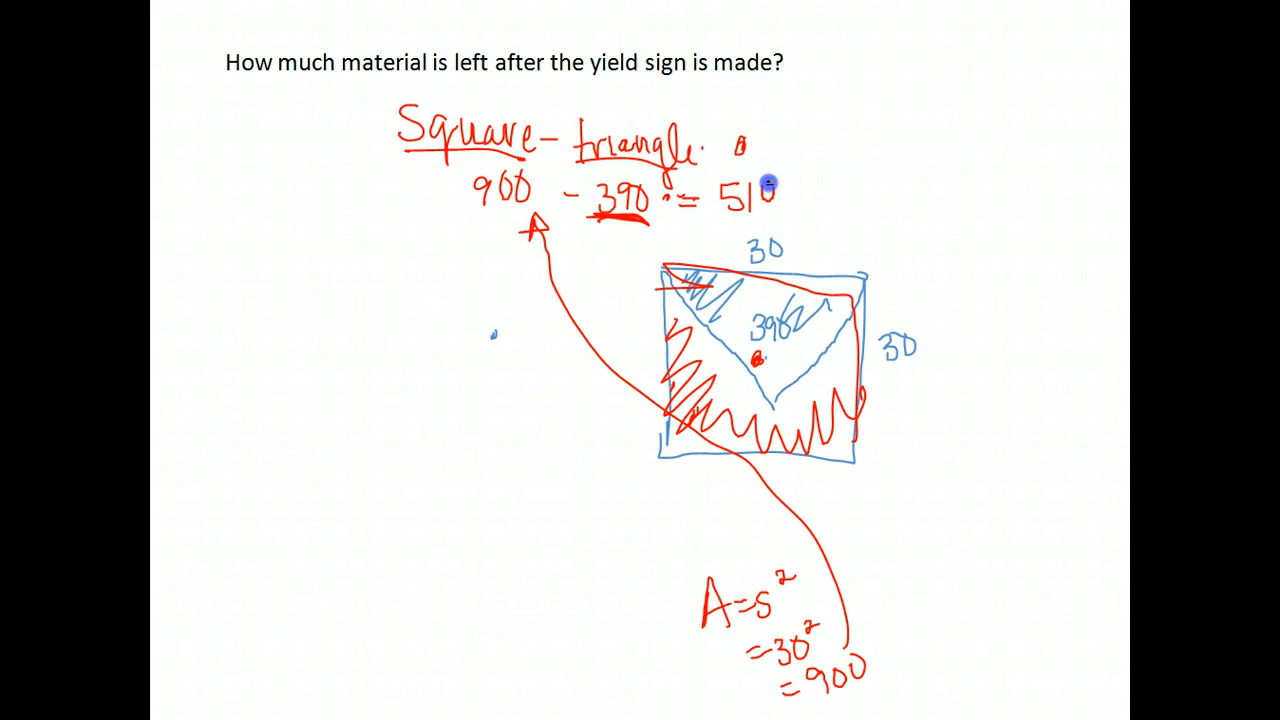 How much material is left after the yield sign is made?
Square - triangle.
900 - 390 = 510
30
390
30
A=s²
=30²
=900